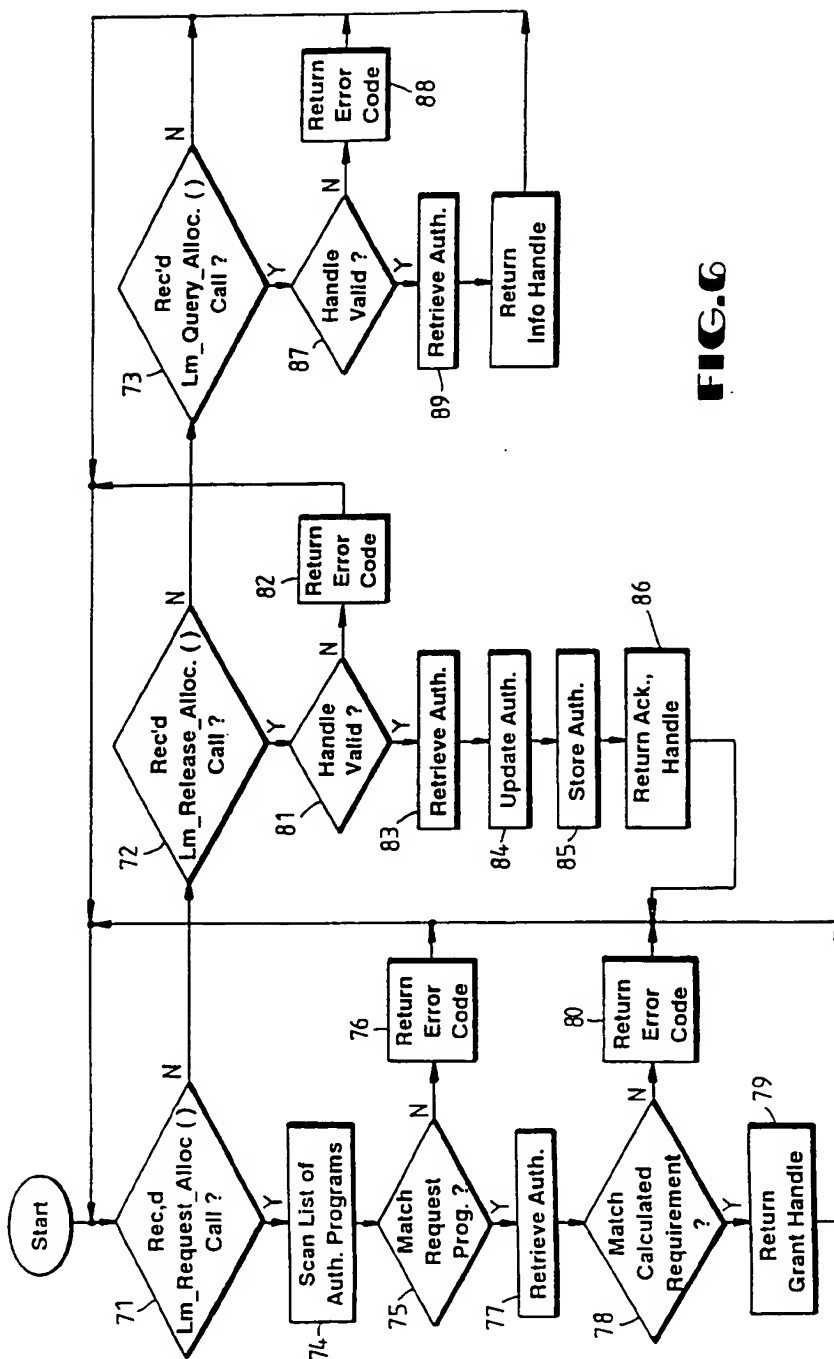 Start
71
Rec,d
Lm_Request_Alloc ()
Call ?
N
Y
74
Scan List of
Auth. Programs
75
Match
Request
Prog. ?
N
Y
76
Return
Error
Code
77
Retrieve Auth.
78
Match
Calculated
Requirement
?
N
Y
80
Return
Error
Code
79
Return
Grant Handle
72
Rec'd
Lm_Release_Alloc. ()
Call ?
N
Y
81
Handle
Valid ?
N
Y
82
Return
Error
Code
83
Retrieve Auth.
84
Update Auth.
85
Store Auth.
86
Return Ack.,
Handle
73
Rec'd
Lm_Query_Alloc. ()
Call ?
N
Y
87
Handle
Valid ?
N
Y
Return
Error
Code
88
89
Retrieve Auth.
Return
Info Handle
FIG.6